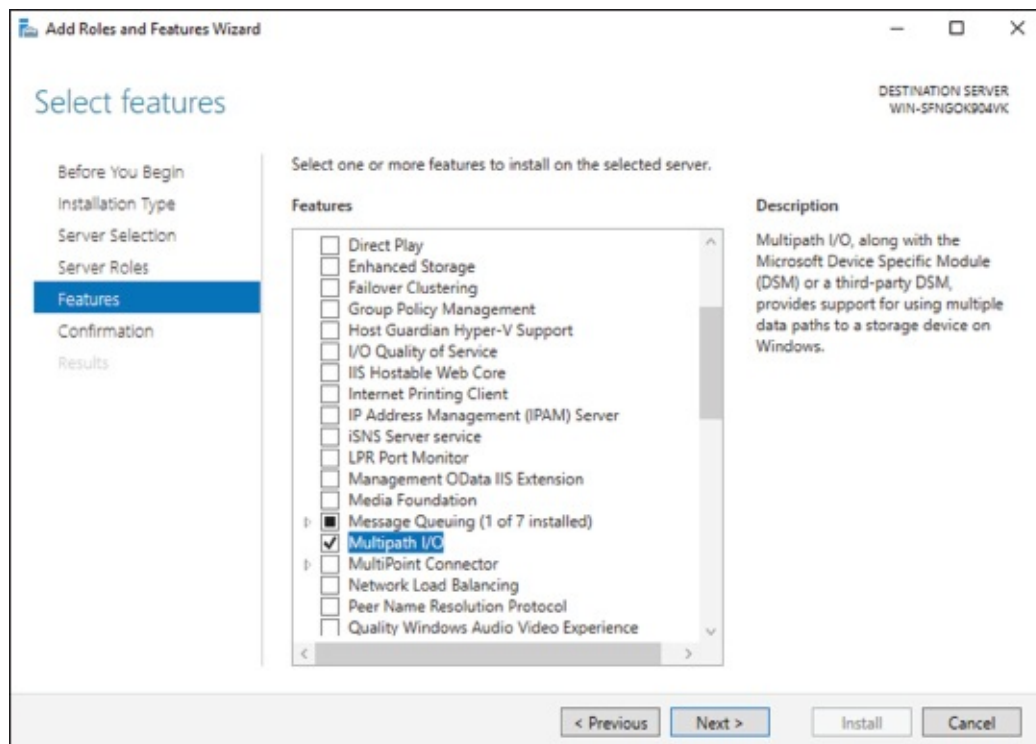 Add Roles and Features Wizard
Select features
DESTINATION SERVER
WIN-SFNGOK904VK
Before You Begin
Installation Type
Server Selection
Server Roles
Features
Confirmation
Results
Select one or more features to install on the selected server.
Features
Direct Play
Enhanced Storage
Failover Clustering
Group Policy Management
Host Guardian Hyper-V Support
I/O Quality of Service
IIS Hostable Web Core
Internet Printing Client
IP Address Management (IPAM) Server
iSNS Server service
LPR Port Monitor
Management OData IIS Extension
Media Foundation
Message Queuing (1 of 7 installed)
Multipath I/O
MultiPoint Connector
Network Load Balancing
Peer Name Resolution Protocol
Quality Windows Audio Video Experience
Description
Multipath I/O, along with the
Microsoft Device Specific Module
(DSM) or a third-party DSM,
provides support for using multiple
data paths to a storage device on
Windows.
< Previous
Next >
Install
Cancel